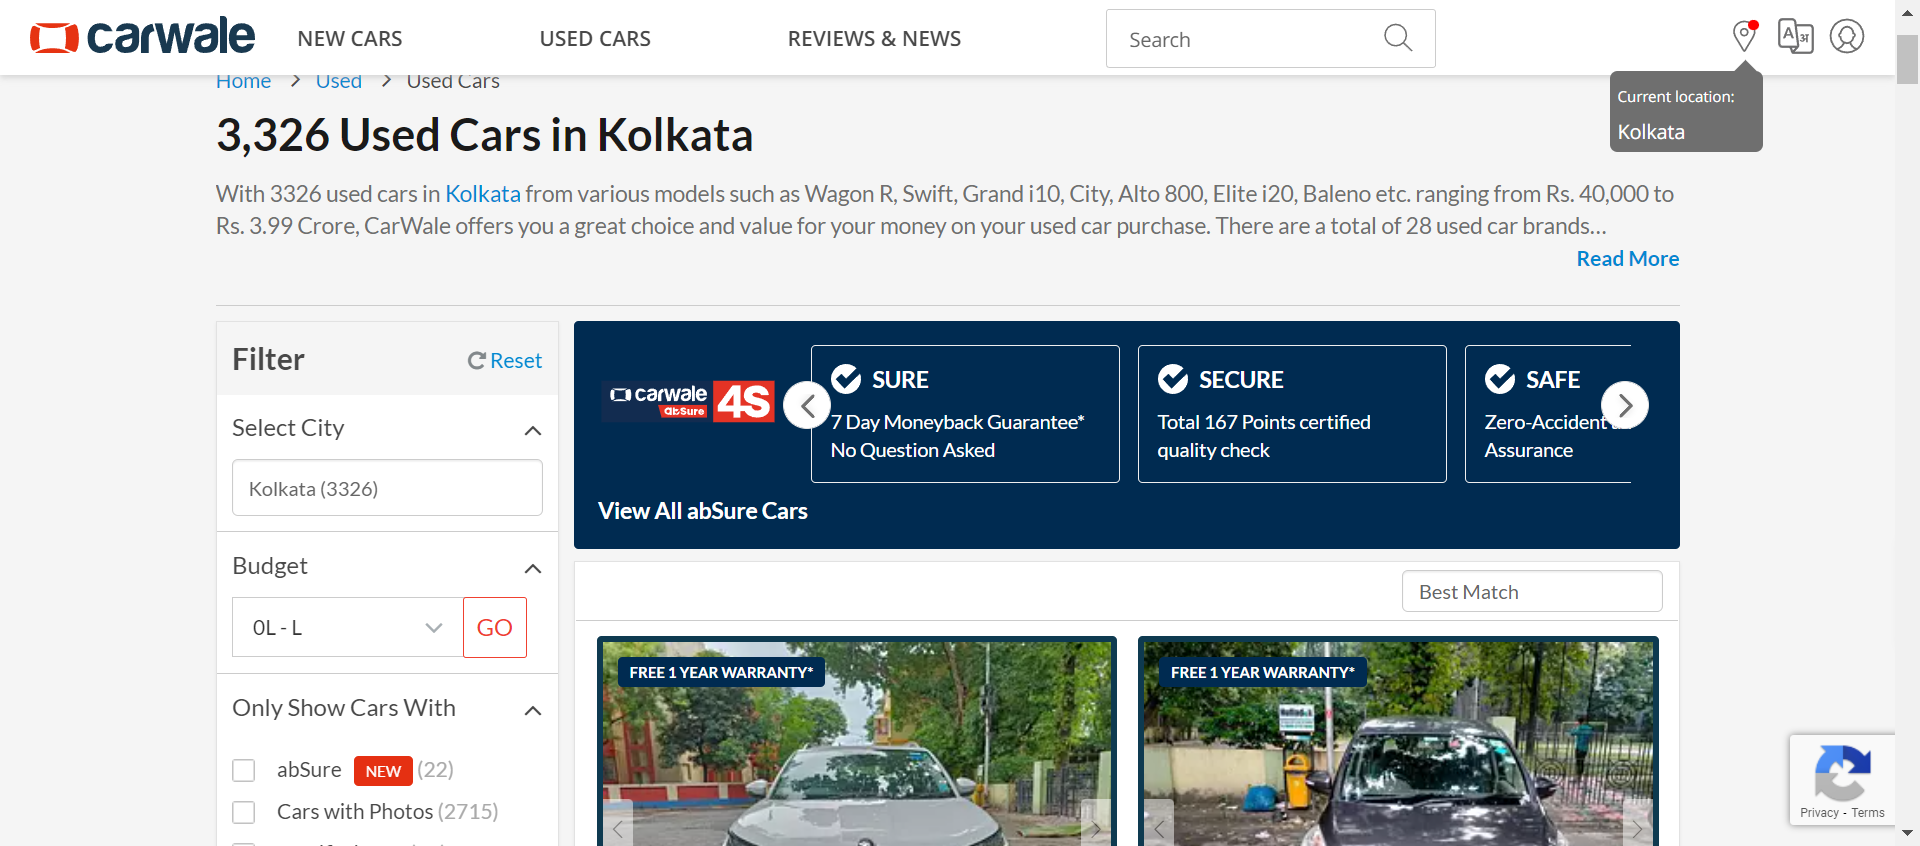 carwale
NEW CARS
USED CARS
REVIEWS & NEWS
Search
Current location:
Kolkata
Home > Used > Used Cars
3,326 Used Cars in Kolkata
With 3326 used cars in Kolkata from various models such as Wagon R, Swift, Grand i10, City, Alto 800, Elite i20, Baleno etc. ranging from Rs. 40,000 to
Rs. 3.99 Crore, CarWale offers you a great choice and value for your money on your used car purchase. There are a total of 28 used car brands...
Read More
Filter
Reset
Select City
Kolkata (3326)
Budget
0L - L
GO
Only Show Cars With
abSure NEW (22)
Cars with Photos (2715)
carwale
abSure
4S
SURE
7 Day Moneyback Guarantee*
No Question Asked
SECURE
Total 167 Points certified
quality check
SAFE
Zero-Accident
Assurance
View All abSure Cars
Best Match
FREE 1 YEAR WARRANTY*
FREE 1 YEAR WARRANTY*
Privacy - Terms